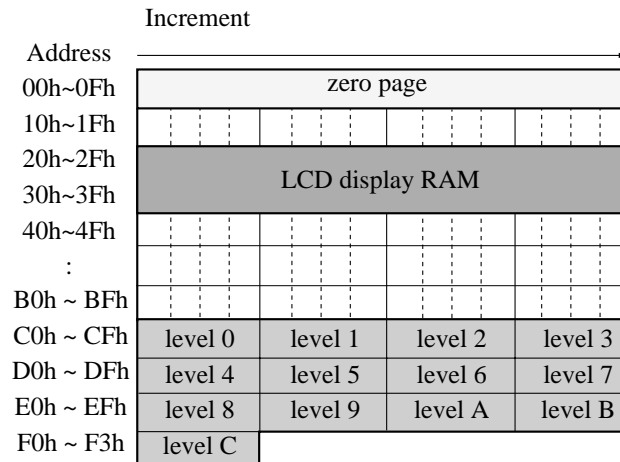 Increment
Address
00h~0Fh zero page
10h~1Fh
20h~2Fh
LCD display RAM
30h~3Fh
40h~4Fh
:
B0h ~ BFh
C0h ~ CFh level 0 level 1 level 2 level 3
D0h ~ DFh level 4 level 5 level 6 level 7
E0h ~ EFh level 8 level 9 level A level B
F0h ~ F3h level C